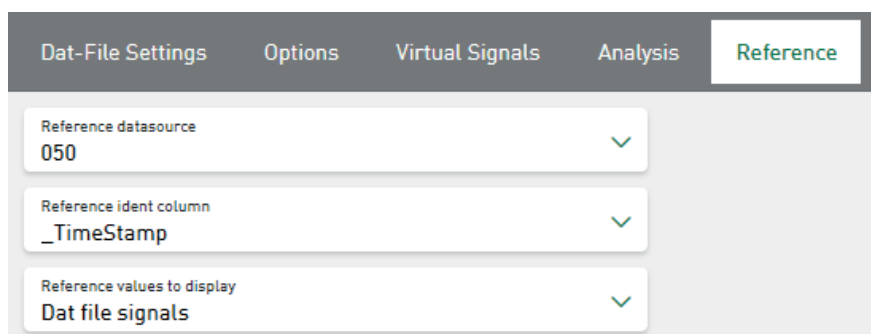 Dat-File Settings Options Virtual Signals Analysis Reference
Reference datasource
050
Reference ident column
_TimeStamp
Reference values to display
Dat file signals